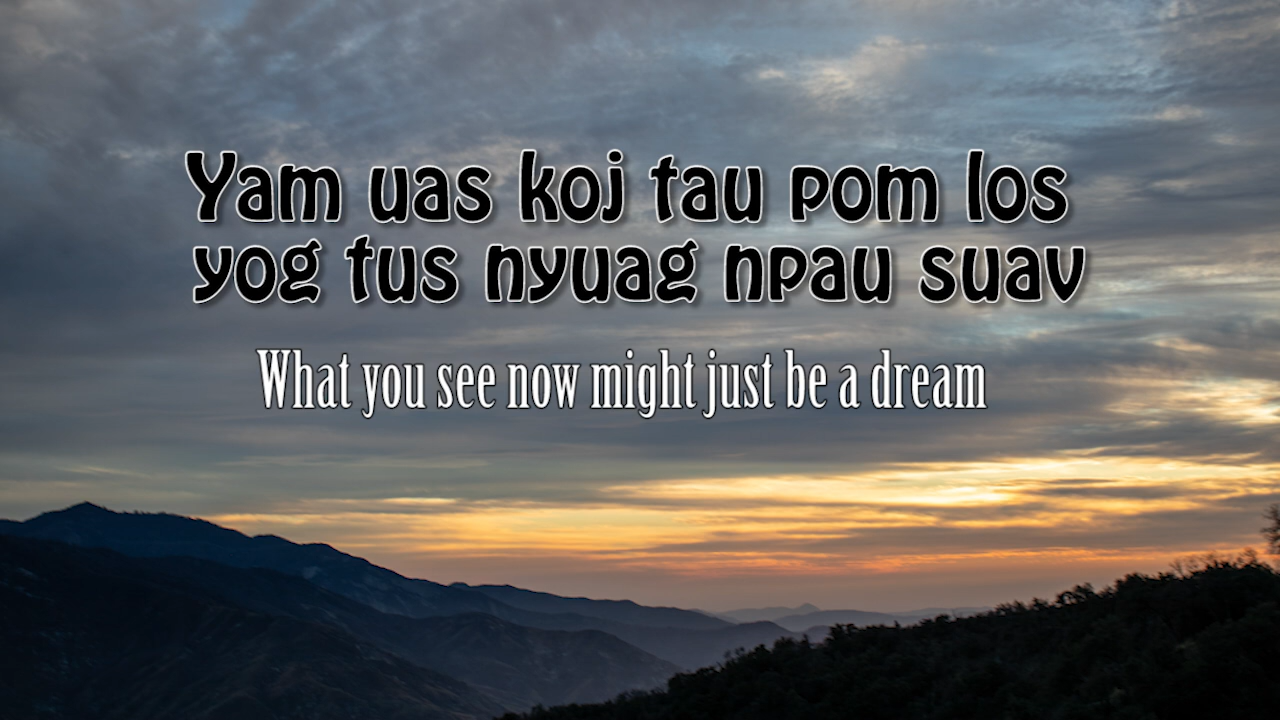 Yam uas koj tau pom los
yog tus nyuag npau suav
What you see now might just be a dream